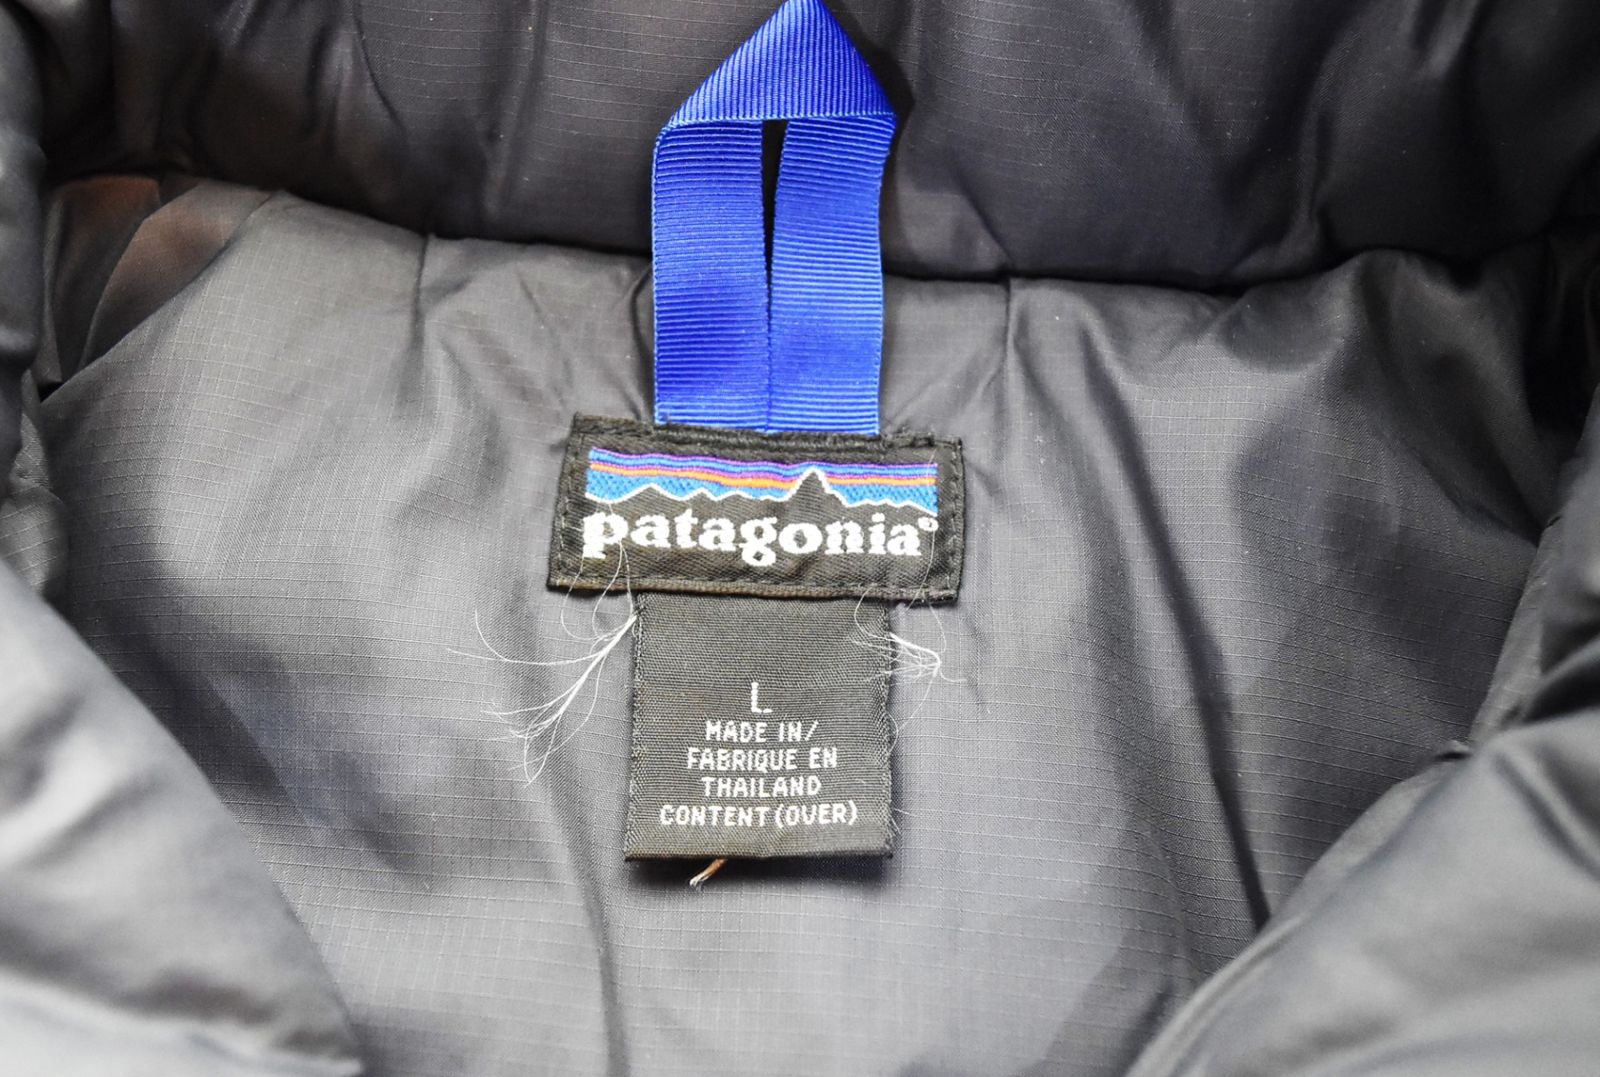 patagonia®
L
MADE IN/
FABRIQUE EN
THAILAND
CONTENT (OVER)